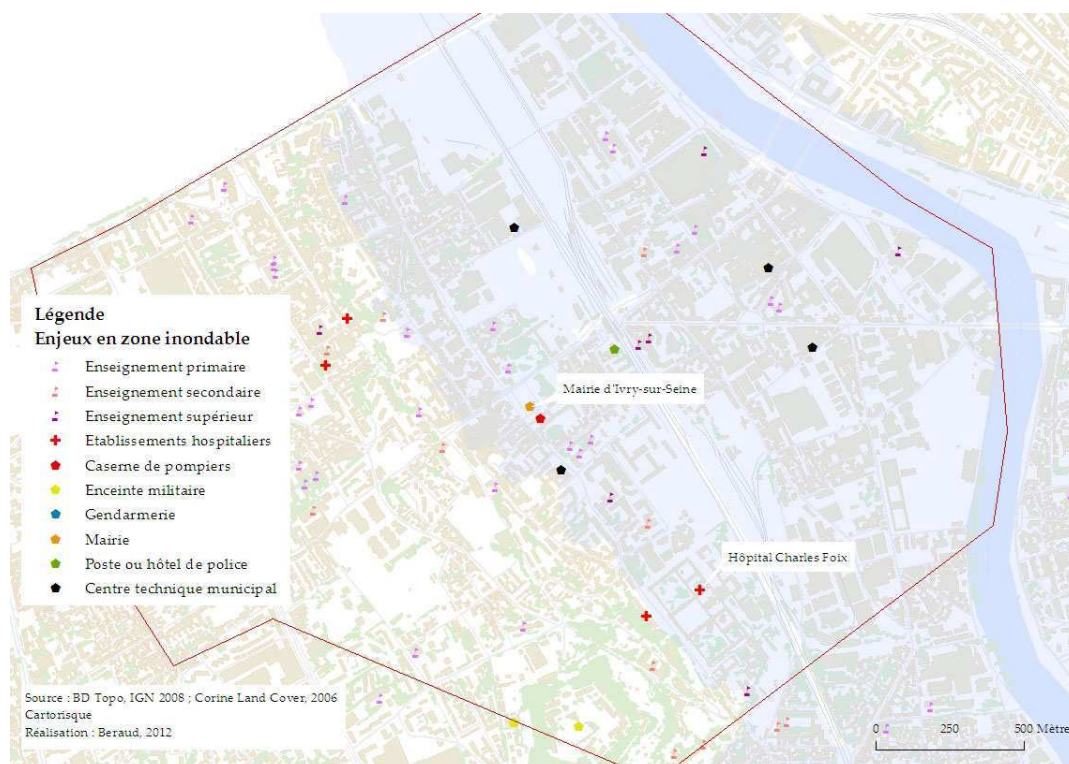 Légende
Enjeux en zone inondable
Enseignement primaire
Enseignement secondaire
Enseignement supérieur
Etablissements hospitaliers
Caserne de pompiers
Enceinte militaire
Gendarmerie
Mairie
Poste ou hôtel de police
Centre technique municipal
Mairie d'Ivry-sur-Seine
Hôpital Charles Foix
Source : BD Topo, IGN 2008 ; Corine Land Cover, 2006
Cartorisque
Réalisation : Beraud, 2012
0 250 500 Mètre